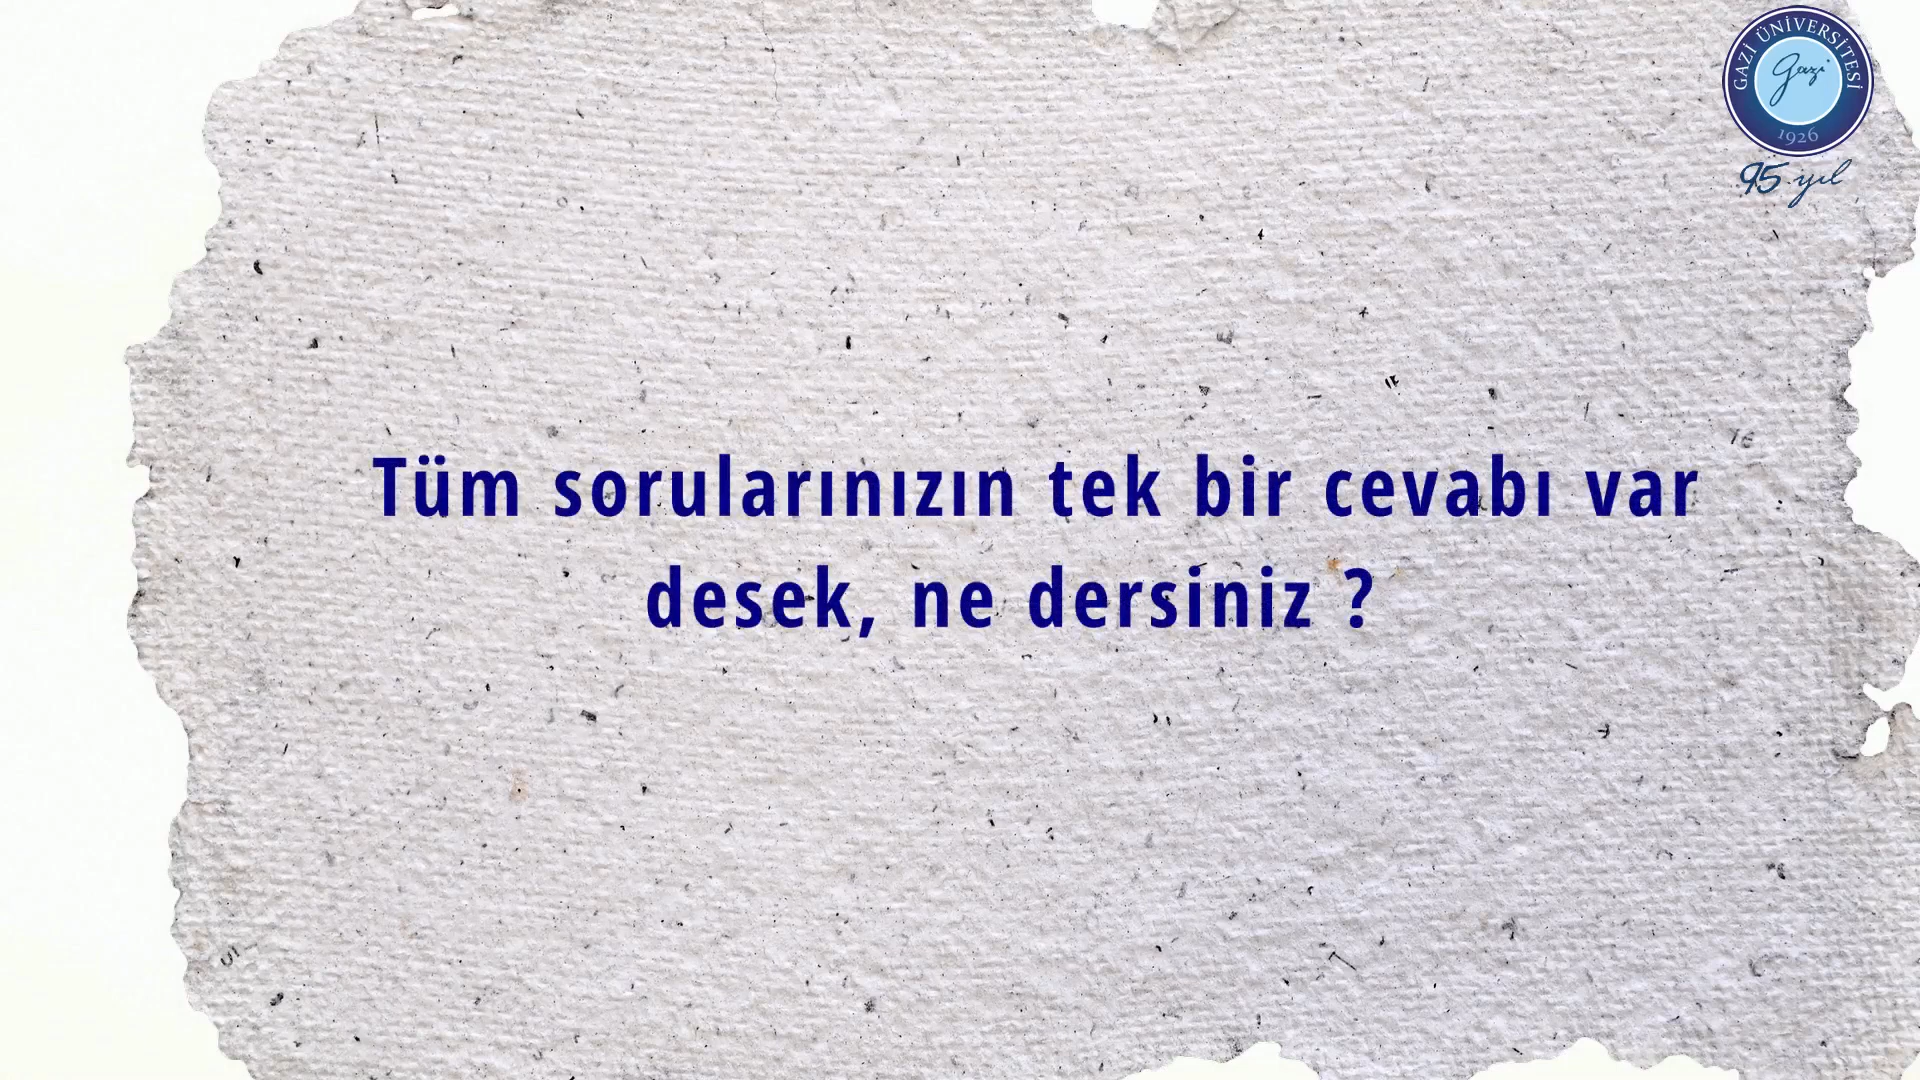 GAZİ ÜNİVERSİTESİ
Gazi
1926
95. yıl
Tüm sorularınızın tek bir cevabı var
desek, ne dersiniz ?